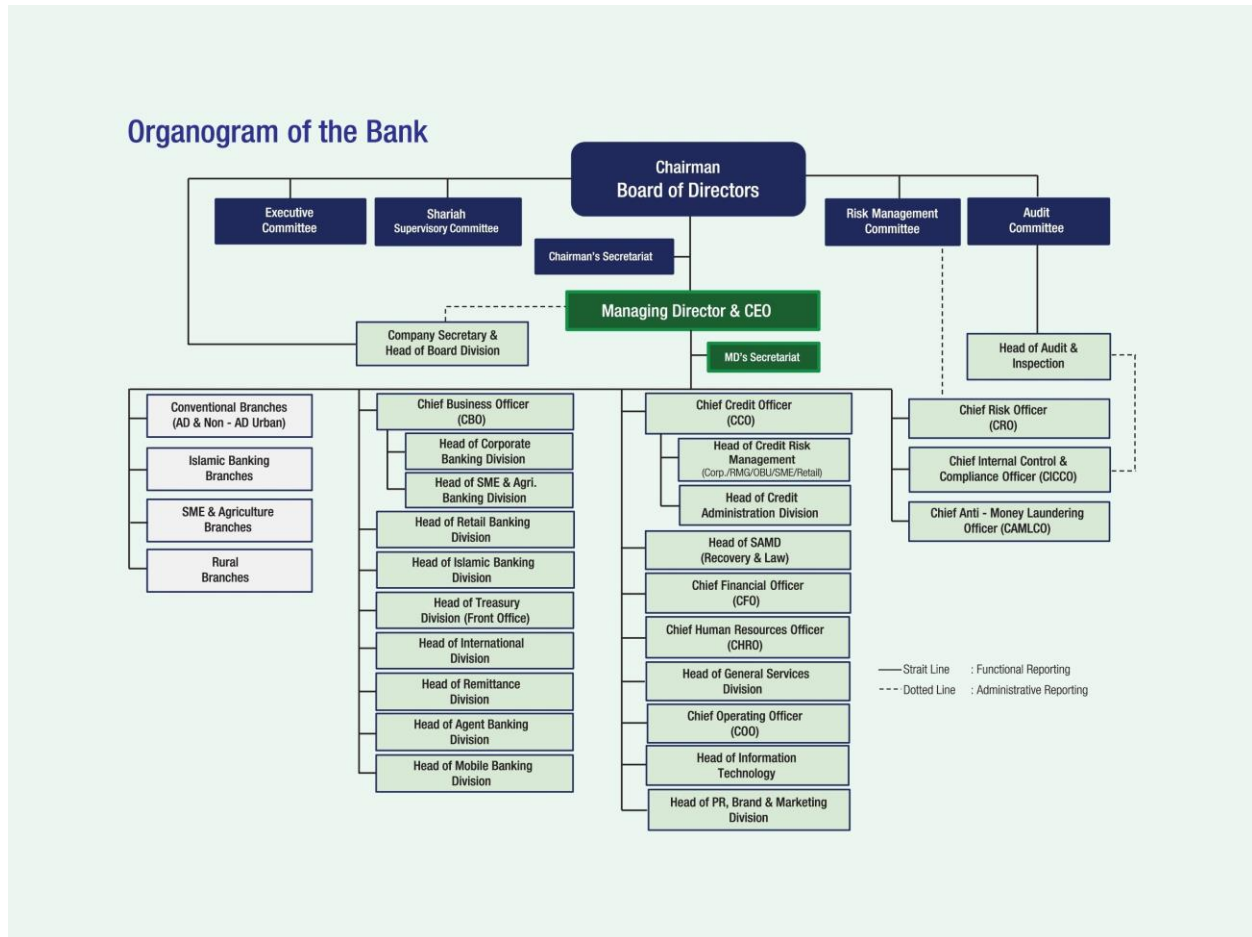 Organogram of the Bank
Chairman
Board of Directors
Executive
Committee
Shariah
Supervisory Committee
Risk Management
Committee
Audit
Committee
Chairman's Secretariat
Managing Director & CEO
Company Secretary &
Head of Board Division
MD's Secretariat
Head of Audit &
Inspection
Conventional Branches
(AD & Non - AD Urban)
Islamic Banking
Branches
SME & Agriculture
Branches
Rural
Branches
Chief Business Officer
(CBO)
Head of Corporate
Banking Division
Head of SME & Agri.
Banking Division
Head of Retail Banking
Division
Head of Islamic Banking
Division
Head of Treasury
Division (Front Office)
Head of International
Division
Head of Remittance
Division
Head of Agent Banking
Division
Head of Mobile Banking
Division
Chief Credit Officer
(CCO)
Head of Credit Risk
Management
(Corp./RMG/OBU/SME/Retail)
Head of Credit
Administration Division
Head of SAMD
(Recovery & Law)
Chief Financial Officer
(CFO)
Chief Human Resources Officer
(CHRO)
Head of General Services
Division
Chief Operating Officer
(COO)
Head of Information
Technology
Head of PR, Brand & Marketing
Division
Chief Risk Officer
(CRO)
Chief Internal Control &
Compliance Officer (CICCO)
Chief Anti - Money Laundering
Officer (CAMLCO)
Strait Line : Functional Reporting
Dotted Line : Administrative Reporting